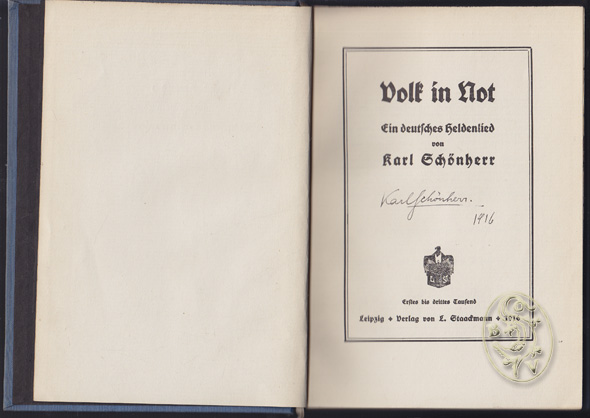 Volk in Not
Ein deutsches Heldenlied
von
Karl Schönherr
Karl Schönherr.
1916
L St
Erstes bis drittes Tausend
Leipzig + Verlag von L. Staackmann + 1916